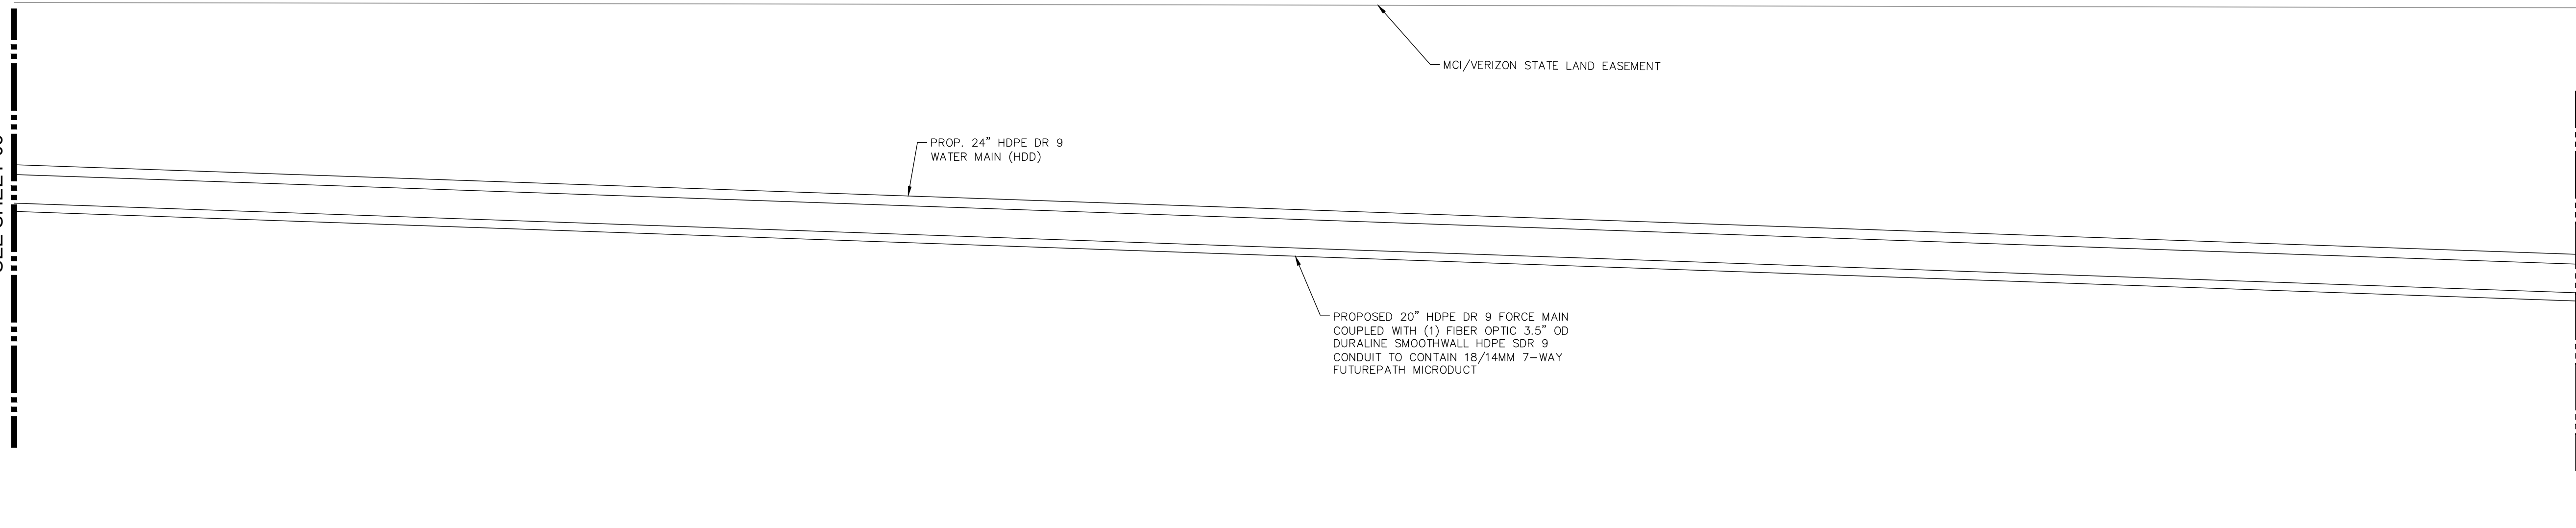 MCI/VERIZON STATE LAND EASEMENT
PROP. 24" HDPE DR 9
WATER MAIN (HDD)
PROPOSED 20" HDPE DR 9 FORCE MAIN
COUPLED WITH (1) FIBER OPTIC 3.5" OD
DURALINE SMOOTHWALL HDPE SDR 9
CONDUIT TO CONTAIN 18/14MM 7-WAY
FUTUREPATH MICRODUCT